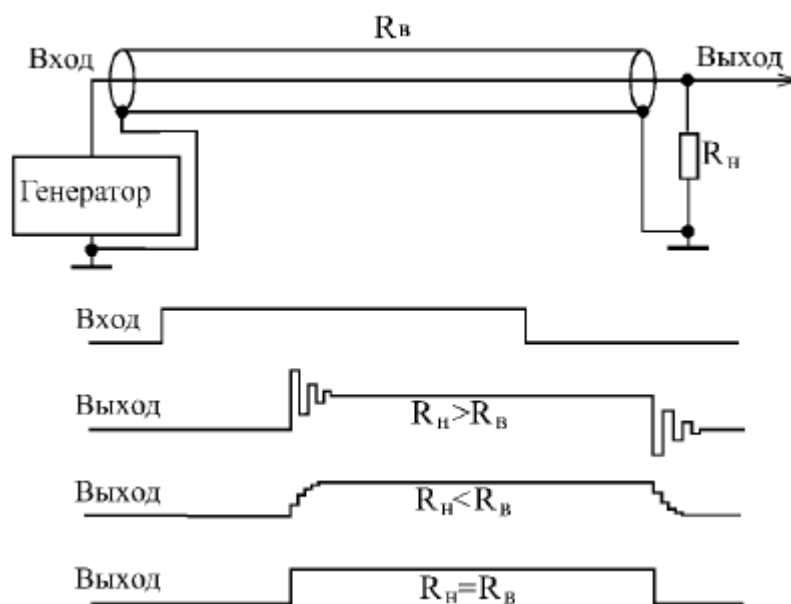 Rв
Вход
Выход
Rн
Генератор
Вход
Выход
Rн>Rв
Выход
Rн<Rв
Выход
Rн=Rв